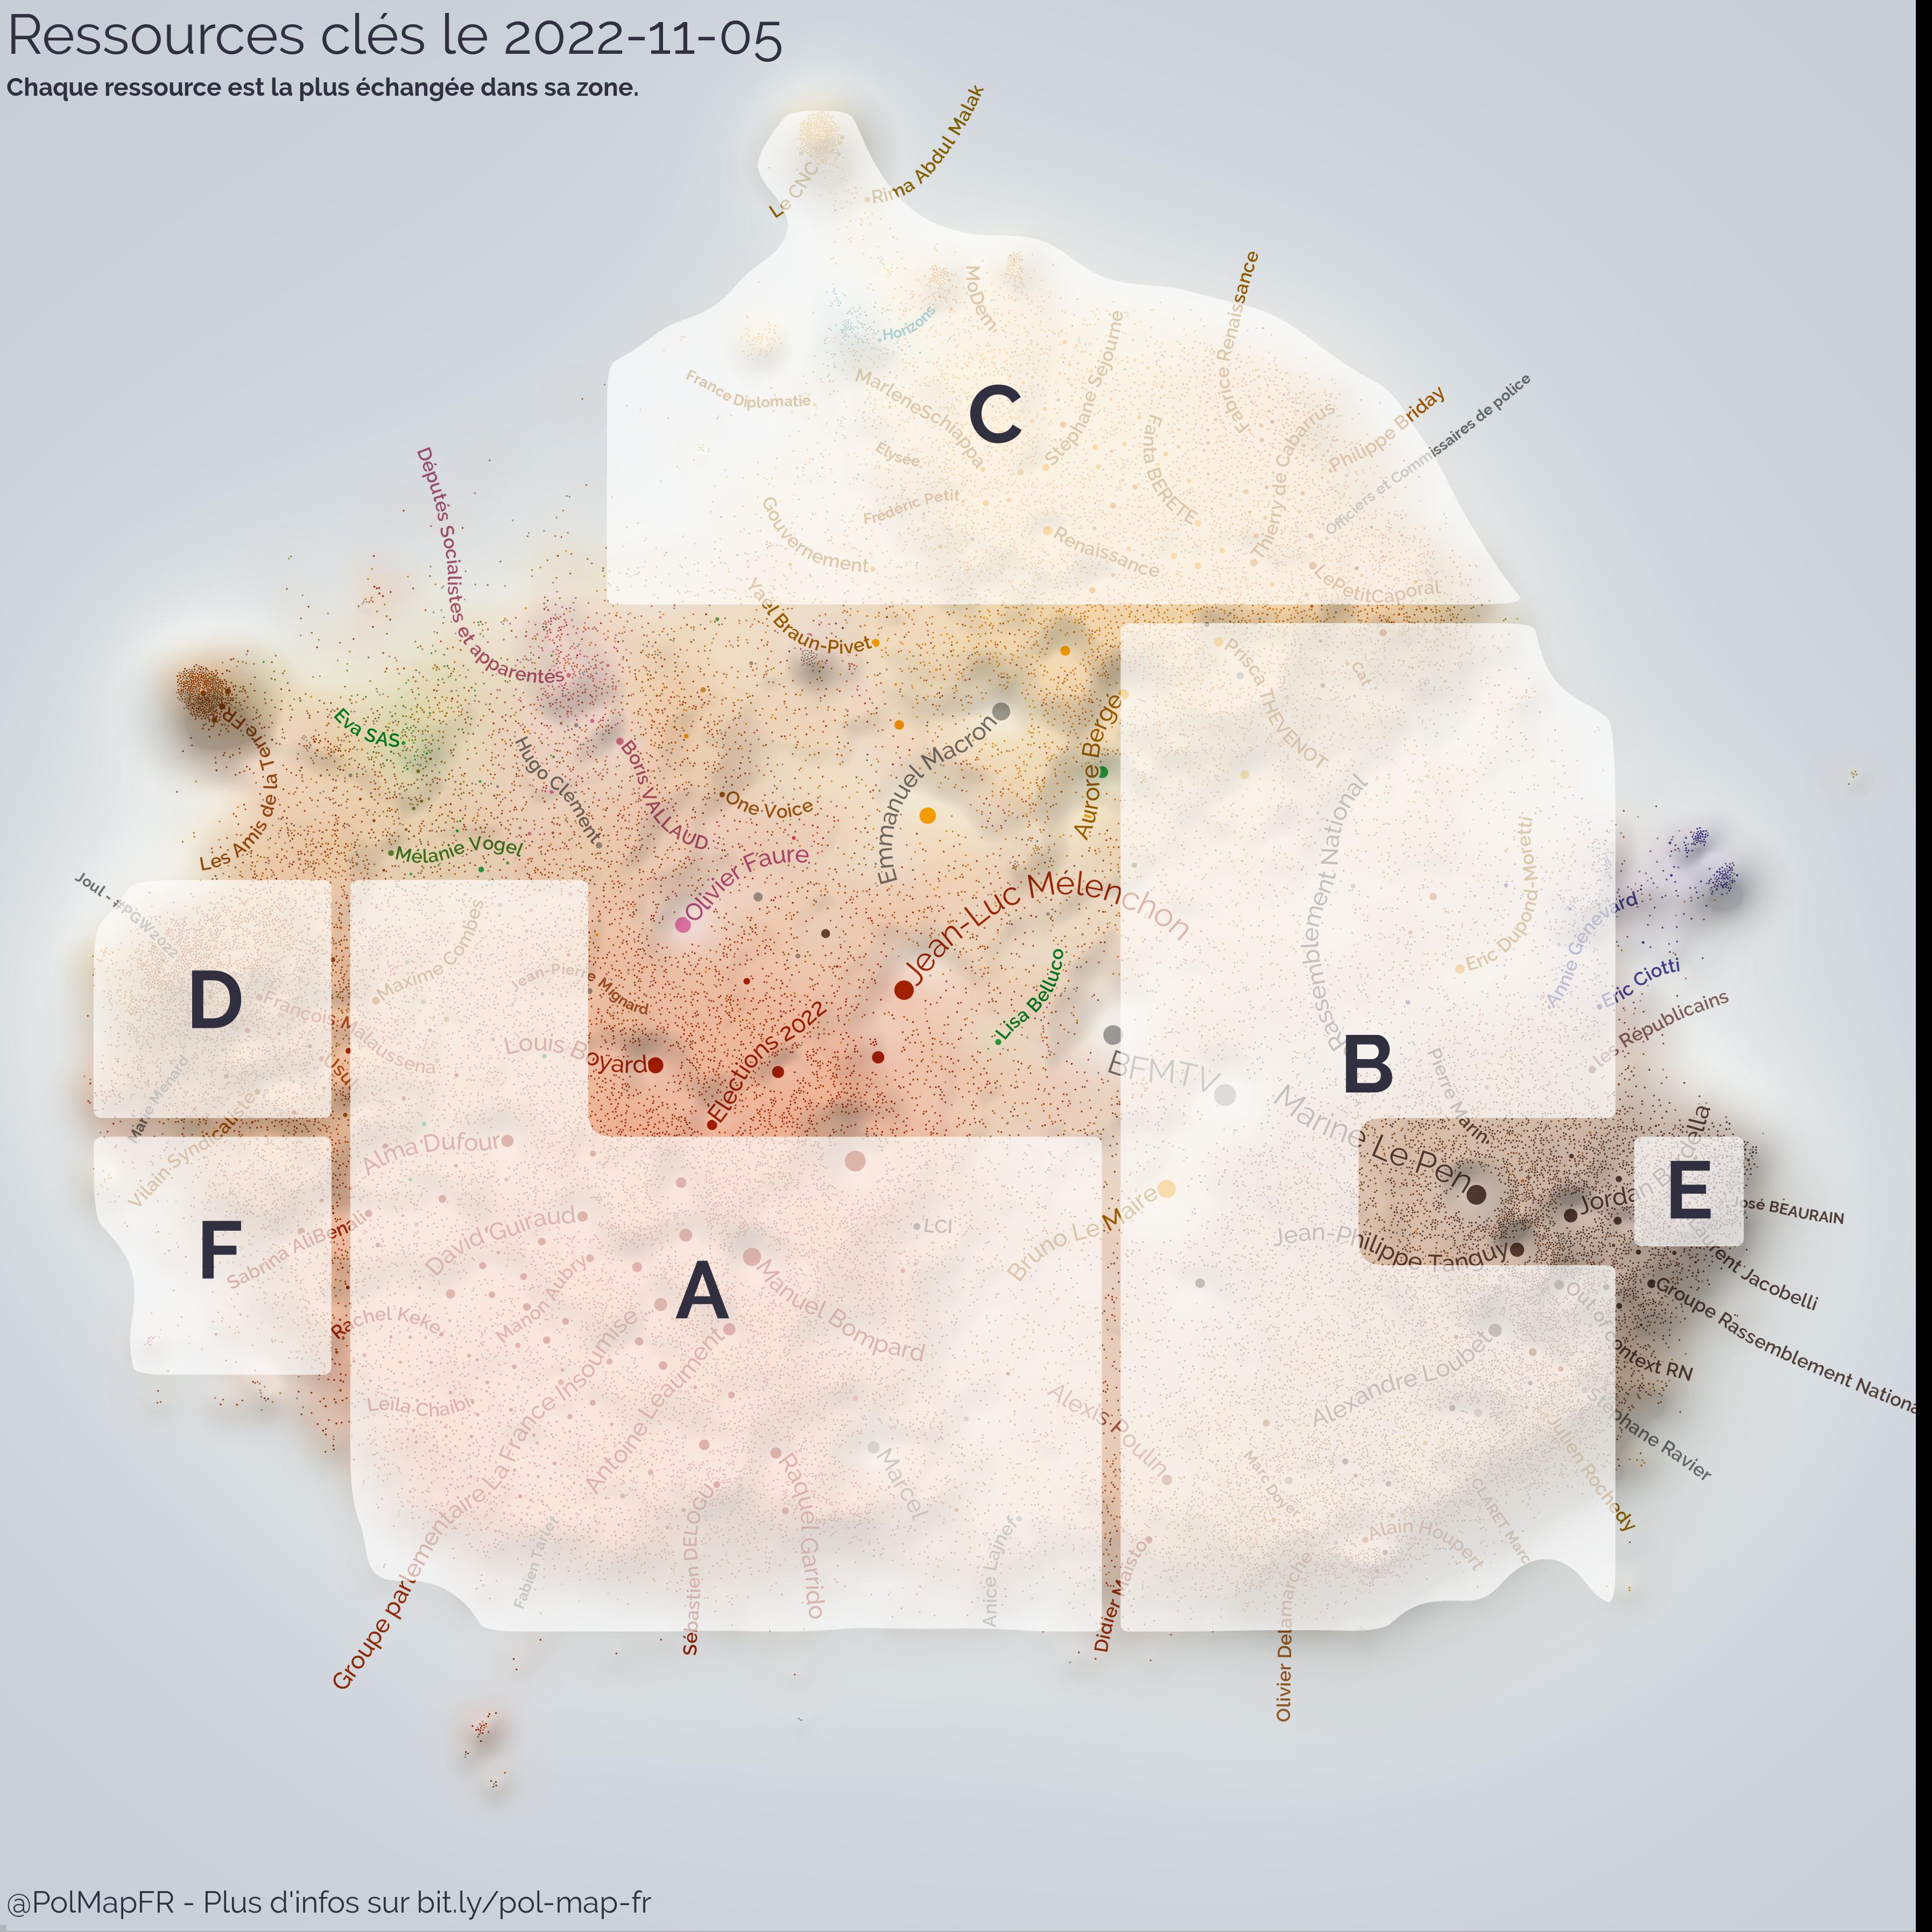 Ressources clés le 2022-11-05
Chaque ressource est la plus échangée dans sa zone.
Rima Abdul Malak
Le CNC
MoDem
Horizons
Fabrice Renaissance
Stéphane Séjourné
France Diplomatie
MarleneSchiappa
C
Élysée
Fanta BERETE
Thierry de Cabarrus
Philippe Briday
Officiers et Commissaires de police
Frédéric Petit
Gouvernement
Renaissance
LePetitCaporal
Députés Socialistes et apparentés
Yaël Braun-Pivet
Prisca THEVENOT
Cat
Eva SAS
Les Amis de la Terre FR
Hugo Clément
Boris VALLAUD
One Voice
Emmanuel Macron
Aurore Bergé
Mélanie Vogel
Olivier Faure
Jean-Luc Mélenchon
Rassemblement National
Eric Dupond-Moretti
Annie Genevard
Eric Ciotti
Les Républicains
Joul - #PGW2022
D
Maxime Combes
Jean-Pierre Mignard
François Malaussena
Usul
Louis Boyard
Elections 2022
Lisa Belluco
BFMTV
B
Marine Le Pen
Pierre Marin
Marie Menard
Vilain Syndicaliste
Alma Dufour
Jordan Bardella
E
José BEAURAIN
F
Sabrina AliBenali
David Guiraud
LCI
Bruno Le Maire
Jean-Philippe Tanguy
Laurent Jacobelli
A
Rachel Keke
Manon Aubry
Manuel Bompard
Groupe Rassemblement Nationa
Out of Context RN
Leila Chaibi
Groupe parlementaire La France Insoumise
Antoine Léaument
Alexis Poulin
Alexandre Loubet
Stéphane Ravier
Julien Rochedy
Marcel
Raquel Garrido
Sébastien DELOGU
Fabien Tarlet
Anice Lajnef
Didier Maïsto
Marc Doyer
CLARET Marc
Alain Houpert
Olivier Delamarche
@PolMapFR - Plus d'infos sur bit.ly/pol-map-fr